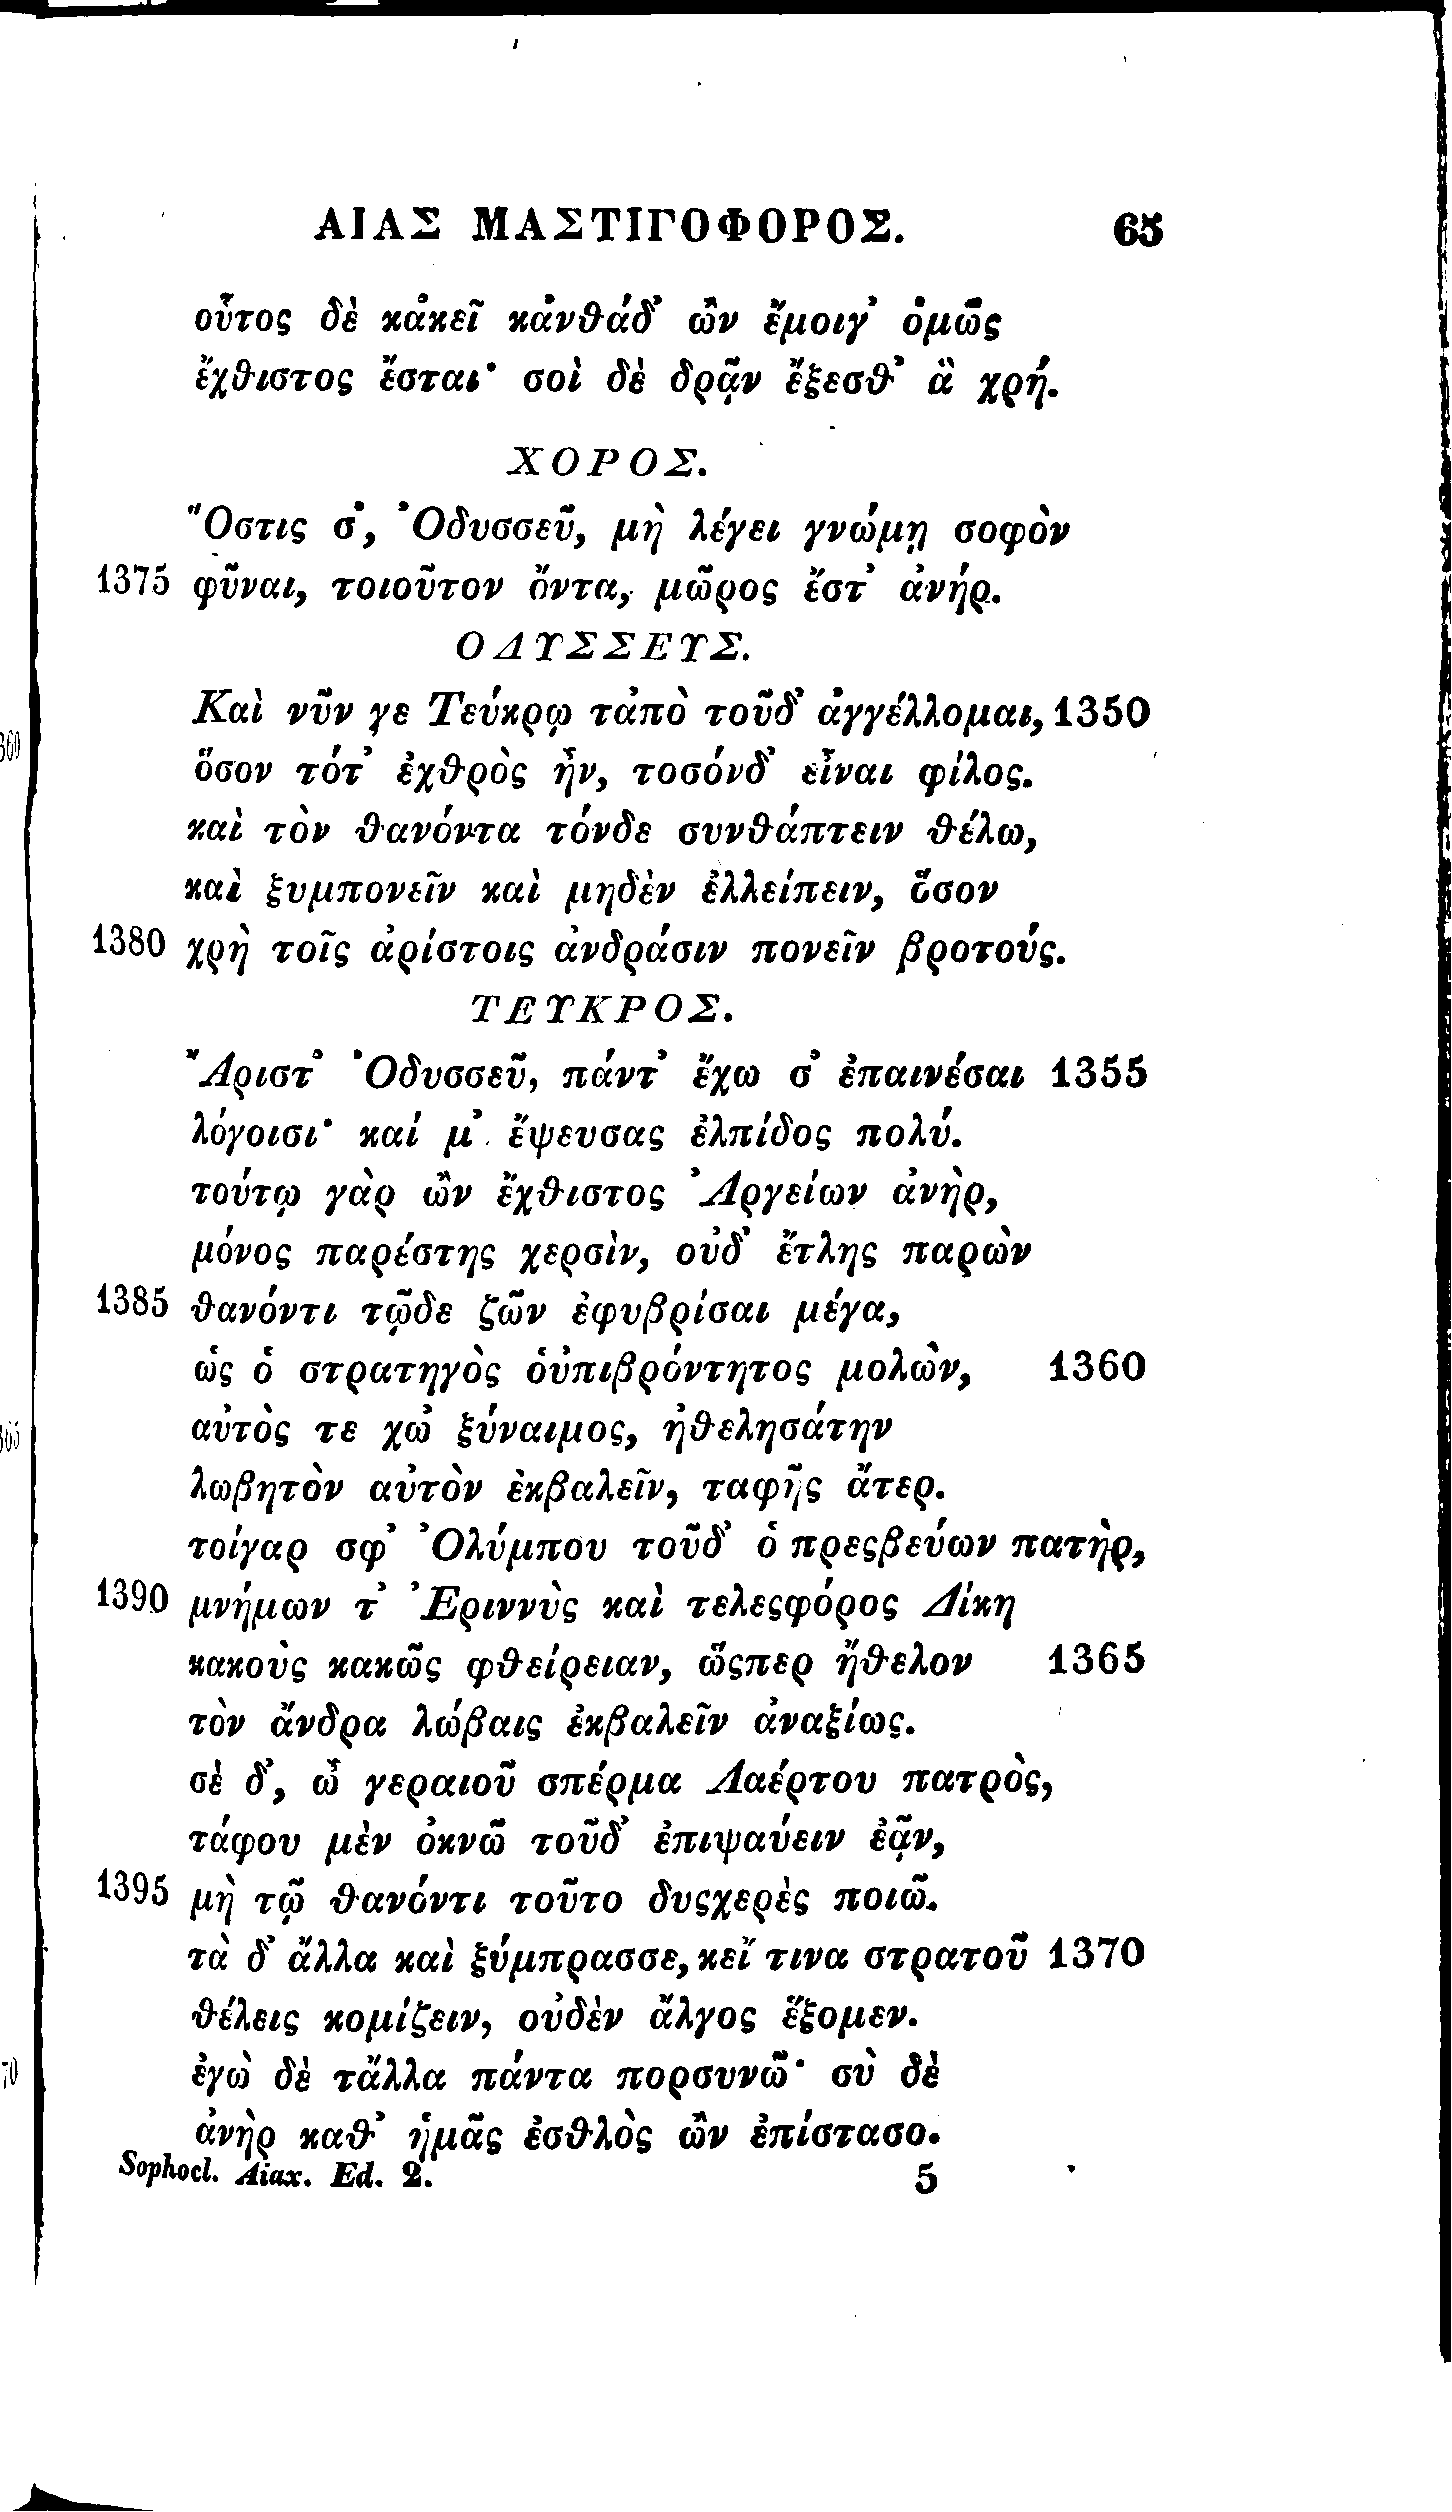 ΑΙΑΣ ΜΑΣΤΙΓΟΦΟΡΟΣ. 65
οὗτος δὲ κἀκεῖ κἀνθάδ’ ὢν ἔμοιγ’ ὁμῶς
ἔχθιστος ἔσται· σοὶ δὲ δρᾷν ἔξεσθ’ ἃ χρή.
ΧΟΡΟΣ.
Ὅστις σ’, Ὀδυσσεῦ, μὴ λέγει γνώμῃ σοφὸν
1375 φῦναι, τοιοῦτον ὄντα, μῶρος ἔστ’ ἀνήρ.
ΟΔΥΣΣΕΥΣ.
Καὶ νῦν γε Τεύκρῳ τἀπὸ τοῦδ’ ἀγγέλλομαι, 1350
ὅσον τότ’ ἐχθρὸς ἦν, τοσόνδ’ εἶναι φίλος.
καὶ τὸν θανόντα τόνδε συνθάπτειν θέλω,
καὶ ξυμπονεῖν καὶ μηδὲν ἐλλείπειν, ὅσον
1380 χρὴ τοῖς ἀρίστοις ἀνδράσιν πονεῖν βροτούς.
ΤΕΥΚΡΟΣ.
Ἄριστ’ Ὀδυσσεῦ, πάντ’ ἔχω σ’ ἐπαινέσαι 1355
λόγοισι· καί μ’ ἔψευσας ἐλπίδος πολύ.
τούτῳ γὰρ ὢν ἔχθιστος Ἀργείων ἀνὴρ,
μόνος παρέστης χερσὶν, οὐδ’ ἔτλης παρὼν
1385 θανόντι τῷδε ζῶν ἐφυβρίσαι μέγα,
ὡς ὁ στρατηγὸς οὑπιβρόντητος μολὼν, 1360
αὐτός τε χὠ ξύναιμος, ἠθελησάτην
λωβητὸν αὐτὸν ἐκβαλεῖν, ταφῆς ἄτερ.
τοίγαρ σφ’ Ὀλύμπου τοῦδ’ ὁ πρεςβεύων πατὴρ,
1390 μνήμων τ’ Ἐριννὺς καὶ τελεςφόρος Δίκη
κακοὺς κακῶς φθείρειαν, ὥςπερ ἤθελον 1365
τὸν ἄνδρα λώβαις ἐκβαλεῖν ἀναξίως.
σὲ δ’, ὦ γεραιοῦ σπέρμα Λαέρτου πατρὸς,
τάφου μὲν ὀκνῶ τοῦδ’ ἐπιψαύειν ἐᾷν,
1395 μὴ τῷ θανόντι τοῦτο δυςχερὲς ποιῶ.
τὰ δ’ ἄλλα καὶ ξύμπρασσε, κεἴ τινα στρατοῦ 1370
θέλεις κομίζειν, οὐδὲν ἄλγος ἕξομεν.
ἐγὼ δὲ τἄλλα πάντα πορσυνῶ· σὺ δὲ
ἀνὴρ καθ’ ἡμᾶς ἐσθλὸς ὢν ἐπίστασο.
Sophocl. Aiax. Ed. 2. 5